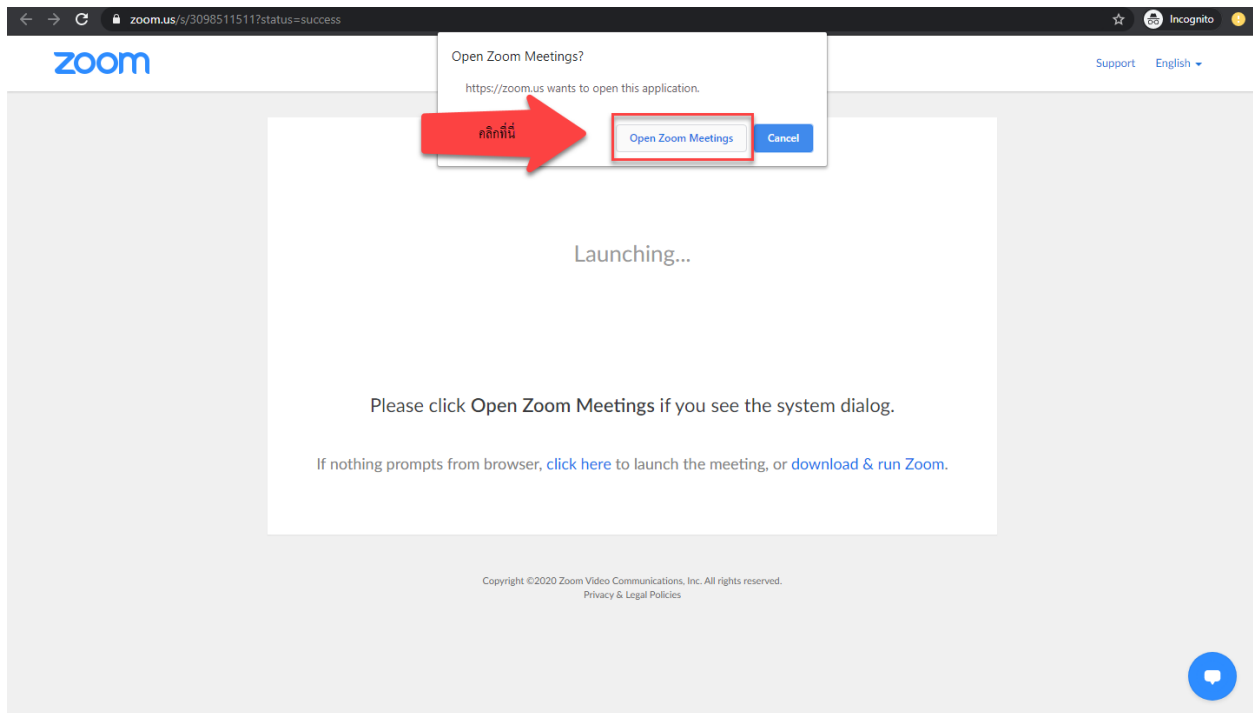 zoom.us/s/3098511511?status=success
Incognito
zoom
Support English
Open Zoom Meetings?
https://zoom.us wants to open this application.
คลิกที่นี่
Open Zoom Meetings Cancel
Launching...
Please click Open Zoom Meetings if you see the system dialog.
If nothing prompts from browser, click here to launch the meeting, or download & run Zoom.
Copyright ©2020 Zoom Video Communications, Inc. All rights reserved.
Privacy & Legal Policies